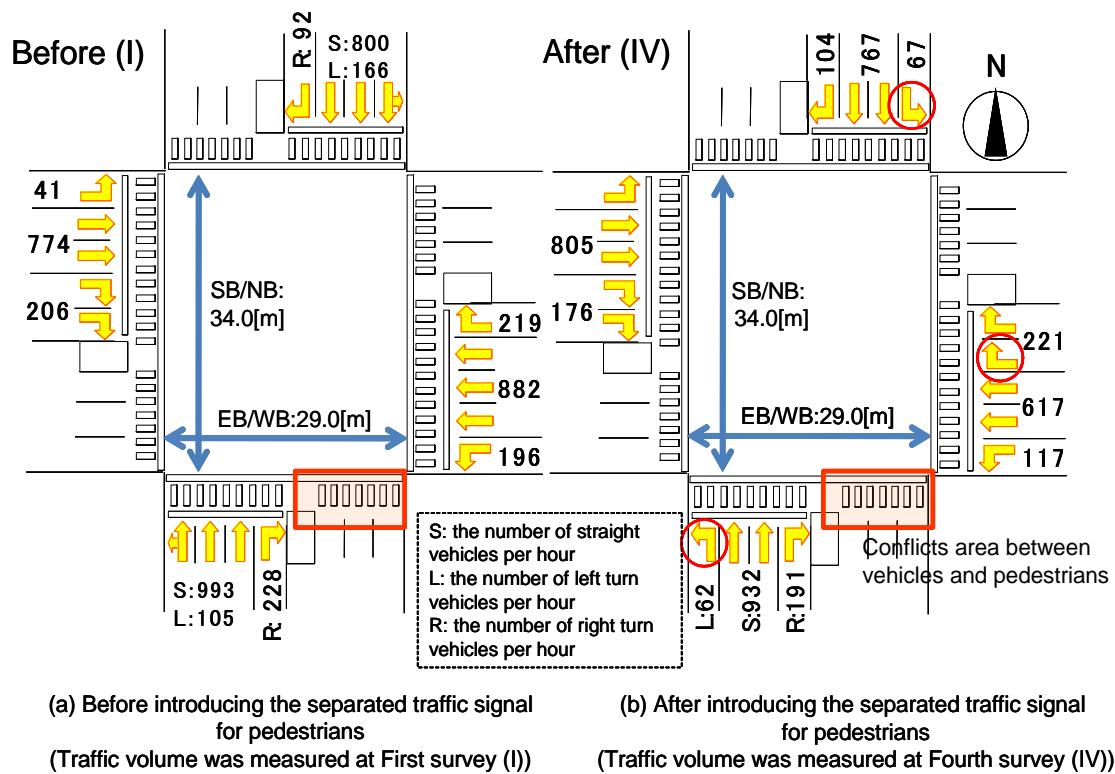 Before (I)
R: 92
S:800
L:166
41
774
206
SB/NB:
34.0[m]
EB/WB:29.0[m]
219
882
196
S:993
L:105
R: 228
S: the number of straight
vehicles per hour
L: the number of left turn
vehicles per hour
R: the number of right turn
vehicles per hour
(a) Before introducing the separated traffic signal
for pedestrians
(Traffic volume was measured at First survey (I))
After (IV)
104
767
67
N
805
176
SB/NB:
34.0[m]
EB/WB:29.0[m]
221
617
117
L:62
S:932
R:191
Conflicts area between
vehicles and pedestrians
(b) After introducing the separated traffic signal
for pedestrians
(Traffic volume was measured at Fourth survey (IV))